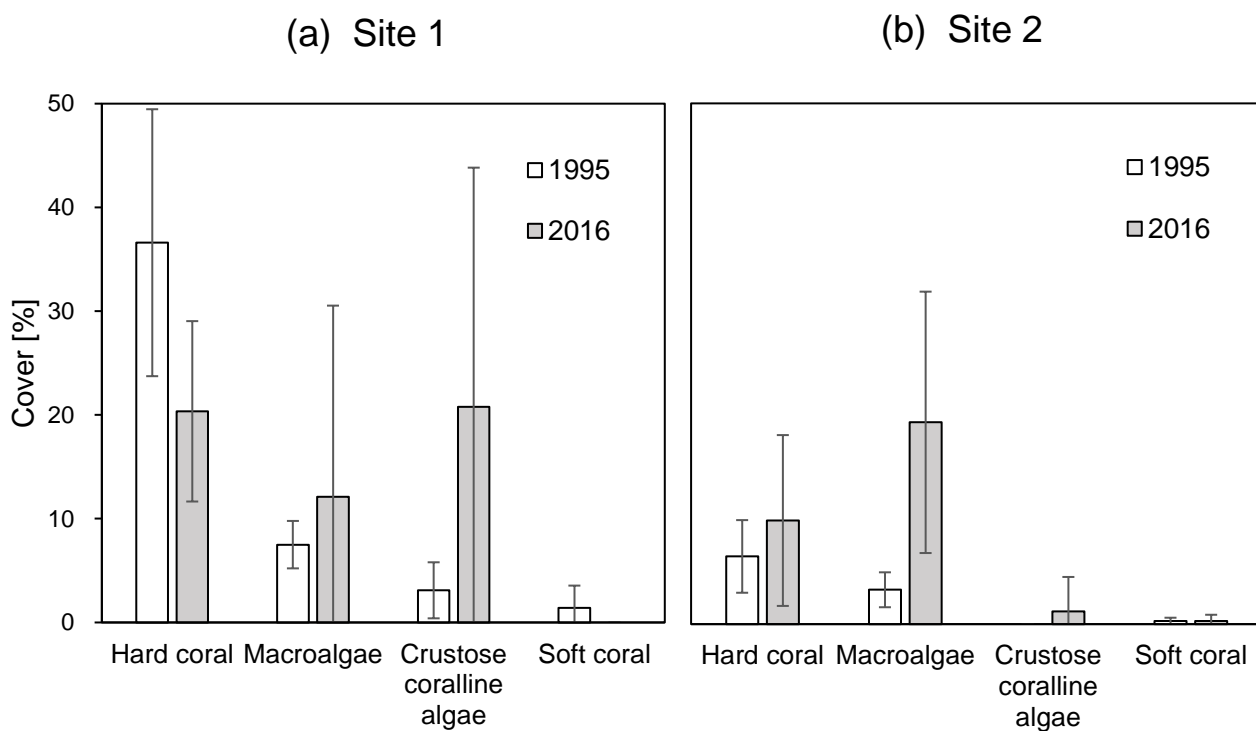 (a) Site 1
(b) Site 2
50
40
30
20
10
0
Cover [%]
1995
2016
1995
2016
Hard coral
Macroalgae
Crustose
coralline
algae
Soft coral
Hard coral
Macroalgae
Crustose
coralline
algae
Soft coral